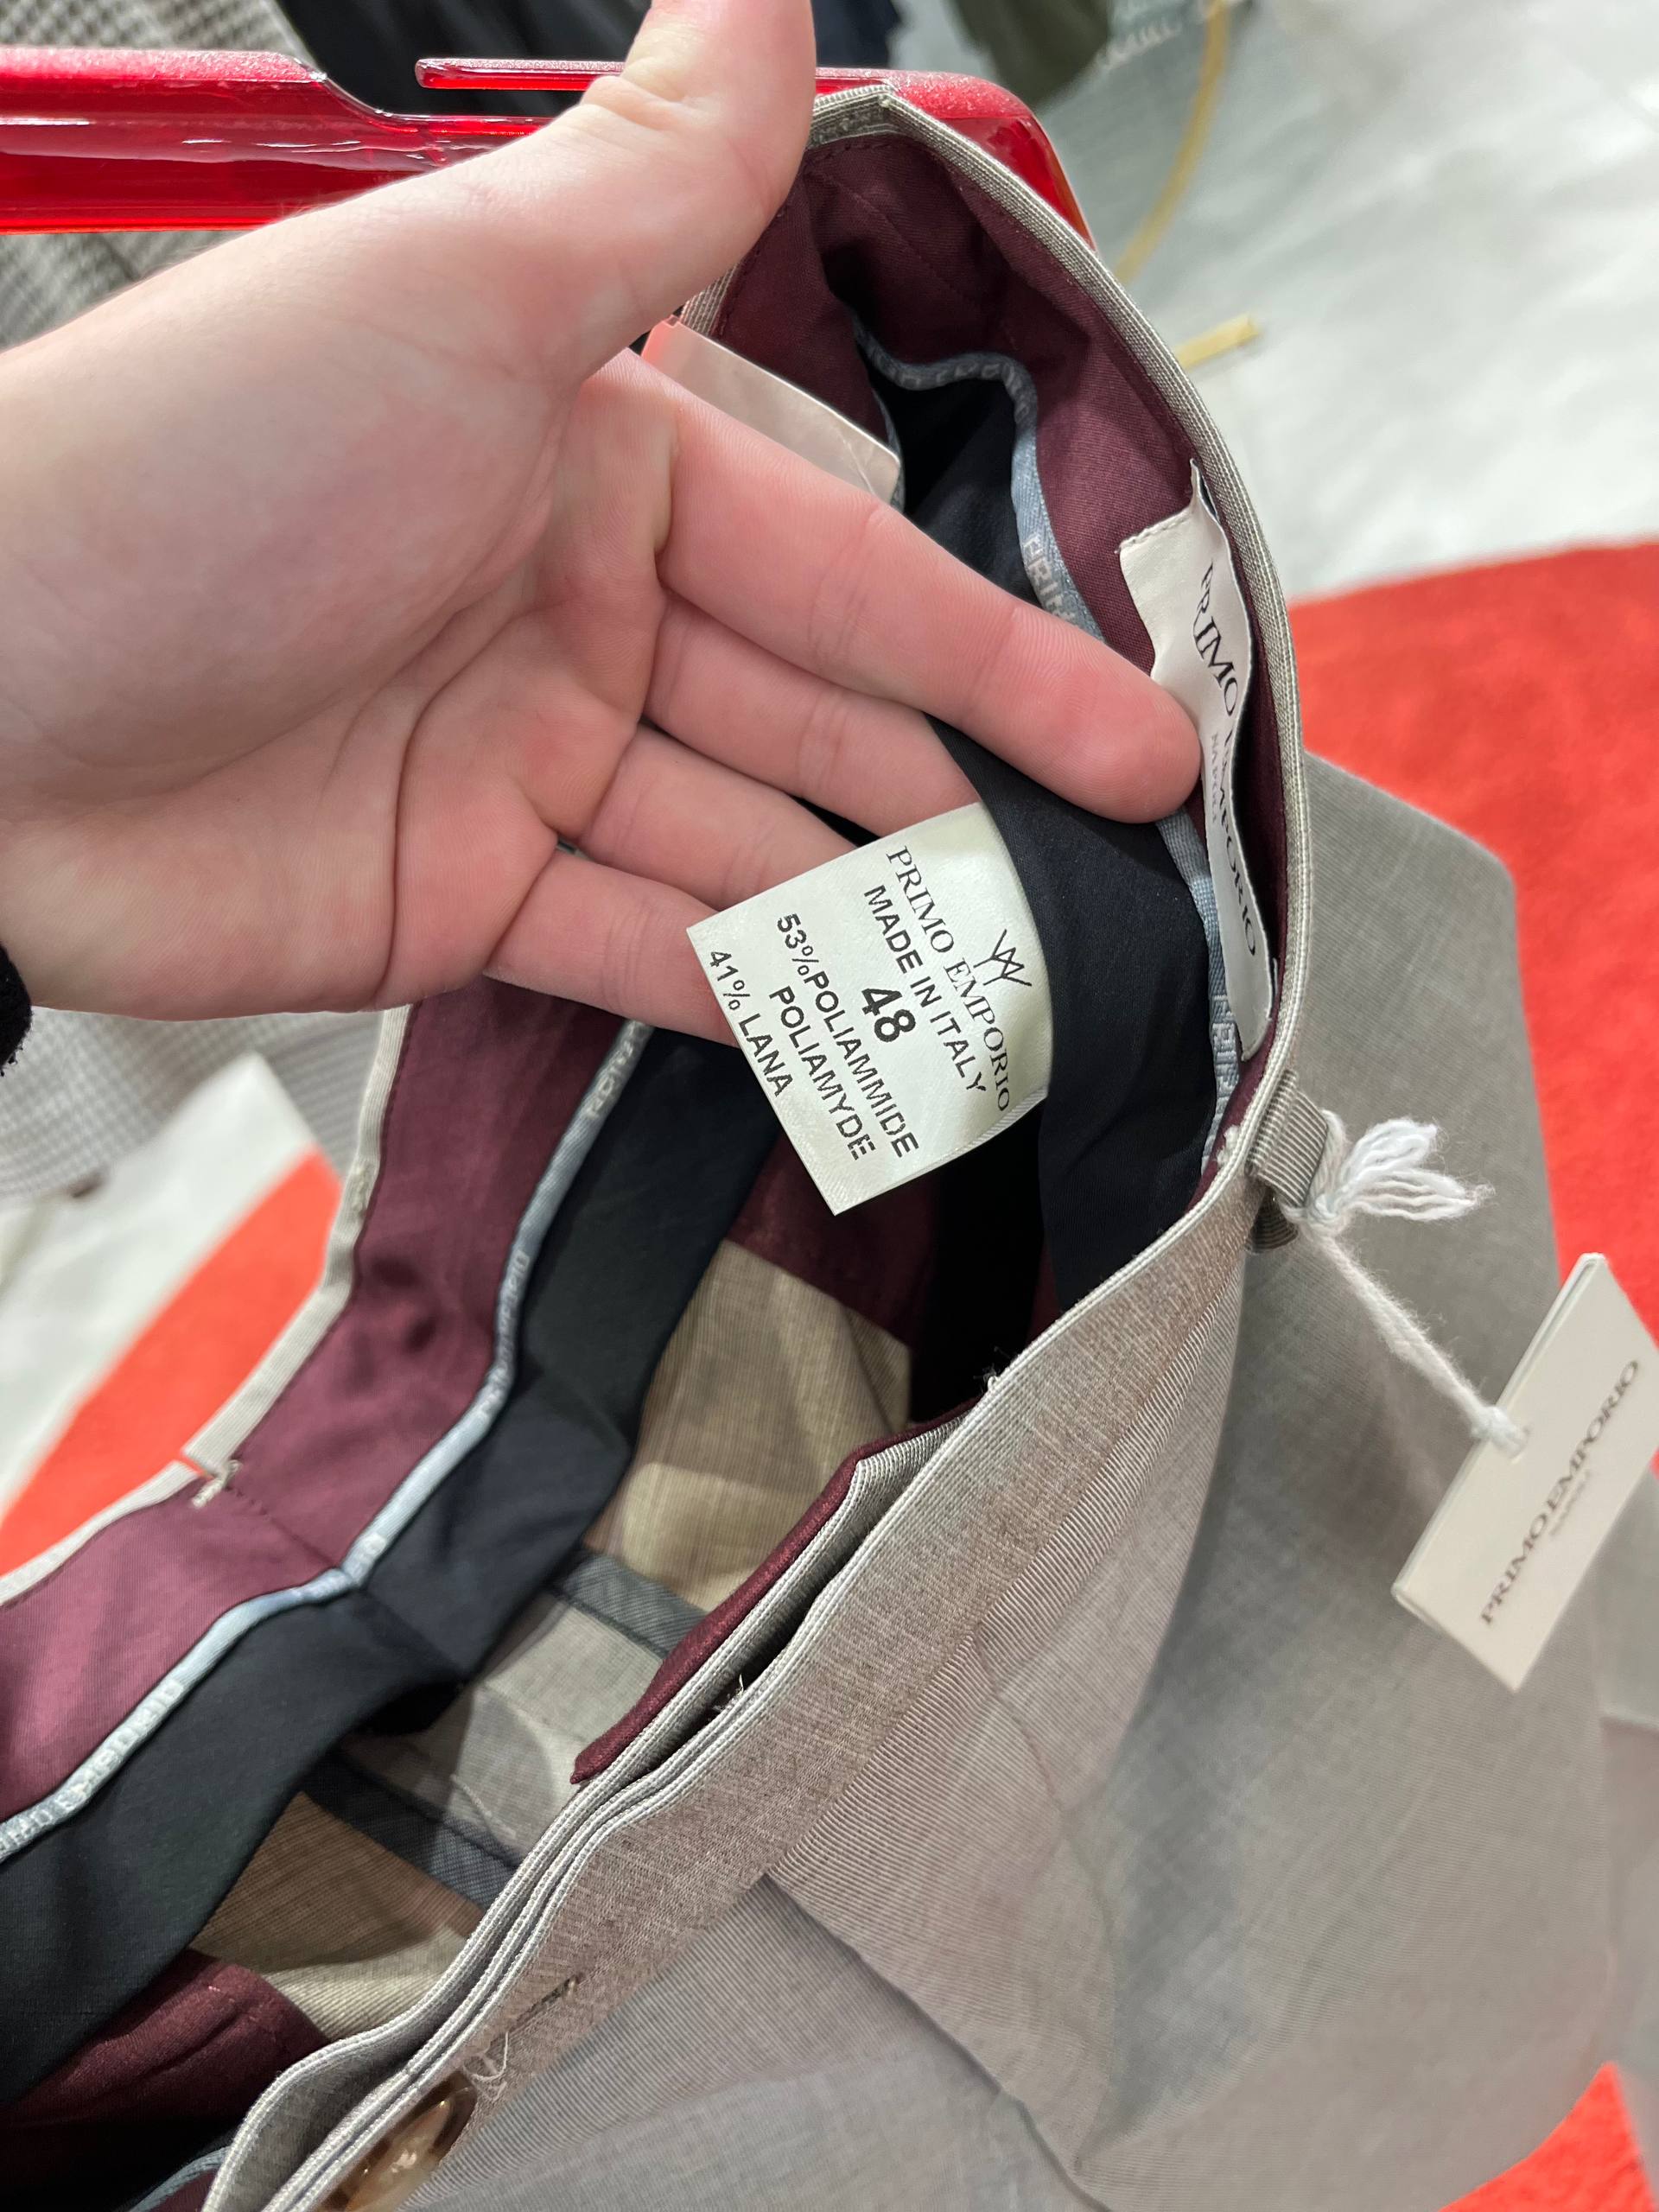 PRIMO EMPORIO
MADE IN ITALY
48
53%POLIAMMIDE
POLIAMYDE
41% LANA
PRIMO EMPORIO
PRIMO EMPORIO